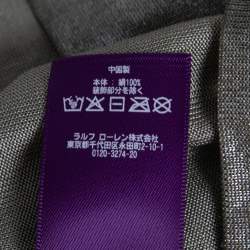 中国製
本体：絹100%
装飾部分を除く
ラルフ ローレン株式会社
東京都千代田区永田町2-10-1
0120-3274-20